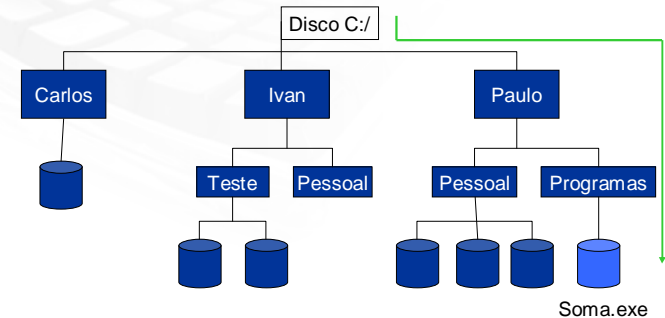 Disco C:/
Carlos
Ivan
Paulo
Teste
Pessoal
Pessoal
Programas
Soma.exe